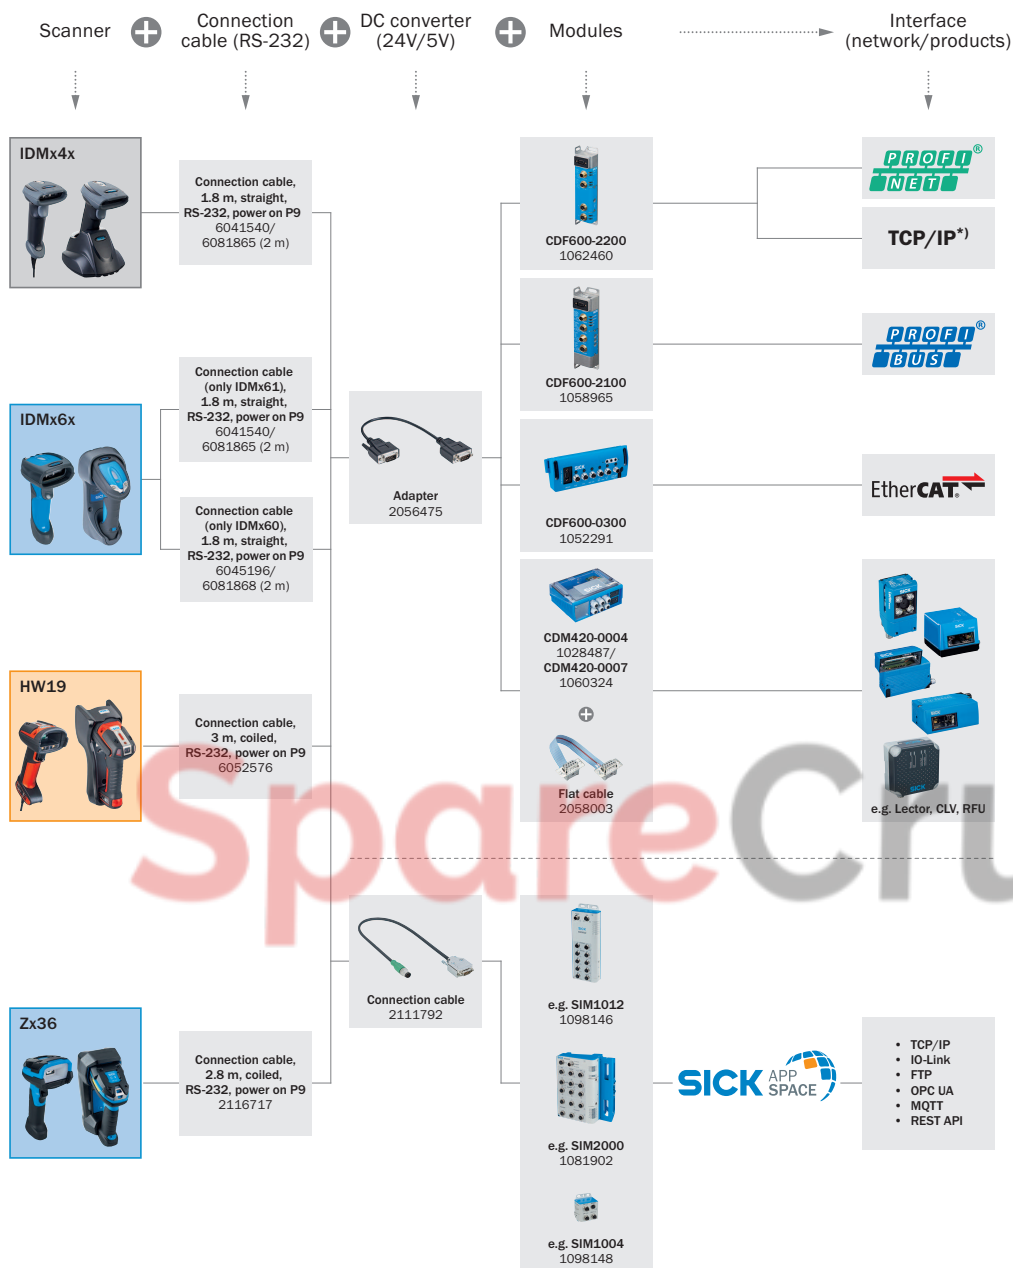 Scanner
Connection
cable (RS-232)
DC converter
(24V/5V)
Modules
Interface
(network/products)
IDMx4x
Connection cable,
1.8 m, straight,
RS-232, power on P9
6041540/
6081865 (2 m)
CDF600-2200
1062460
PROFI®
NET
TCP/IP*)
CDF600-2100
1058965
PROFI®
BUS
IDMx6x
Connection cable
(only IDMx61),
1.8 m, straight,
RS-232, power on P9
6041540/
6081865 (2 m)
Connection cable
(only IDMx60),
1.8 m, straight,
RS-232, power on P9
6045196/
6081868 (2 m)
Adapter
2056475
SICK
CDF600-0300
1052291
EtherCAT®
CDM420-0004
1028487/
CDM420-0007
1060324
Flat cable
2058003
SICK
SICK
SICK
e.g. Lector, CLV, RFU
HW19
Connection cable,
3 m, coiled,
RS-232, power on P9
6052576
SpareCru
Connection cable
2111792
SICK
e.g. SIM1012
1098146
Zx36
Connection cable,
2.8 m, coiled,
RS-232, power on P9
2116717
e.g. SIM2000
1081902
e.g. SIM1004
1098148
SICK APP
SPACE
• TCP/IP
• IO-Link
• FTP
• OPC UA
• MQTT
• REST API